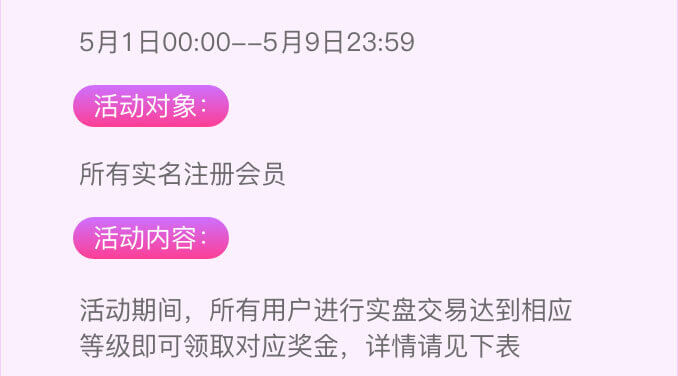 5月1日00:00--5月9日23:59
活动对象：
所有实名注册会员
活动内容：
活动期间，所有用户进行实盘交易达到相应
等级即可领取对应奖金，详情请见下表